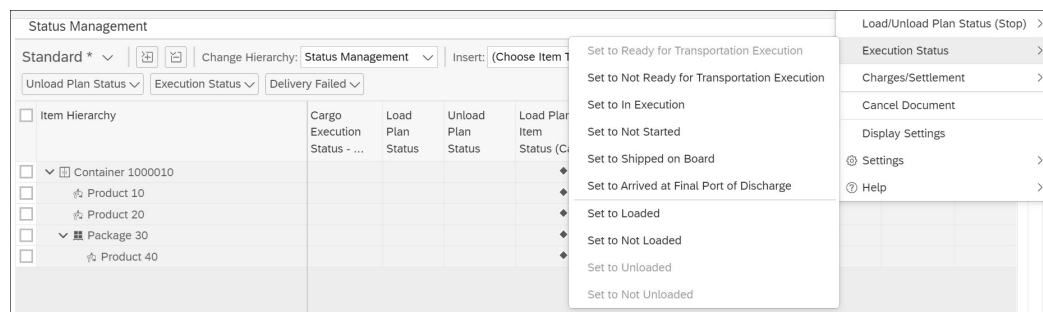 Status Management
Standard * Change Hierarchy: Status Management Insert: (Choose Item T
Unload Plan Status Execution Status Delivery Failed
Item Hierarchy
Cargo
Execution
Status - ...
Load
Plan
Status
Unload
Plan
Status
Load Plan
Item
Status (Ca
Container 1000010
Product 10
Product 20
Package 30
Product 40
Set to Ready for Transportation Execution
Set to Not Ready for Transportation Execution
Set to In Execution
Set to Not Started
Set to Shipped on Board
Set to Arrived at Final Port of Discharge
Set to Loaded
Set to Not Loaded
Set to Unloaded
Set to Not Unloaded
Load/Unload Plan Status (Stop)
Execution Status
Charges/Settlement
Cancel Document
Display Settings
Settings
Help